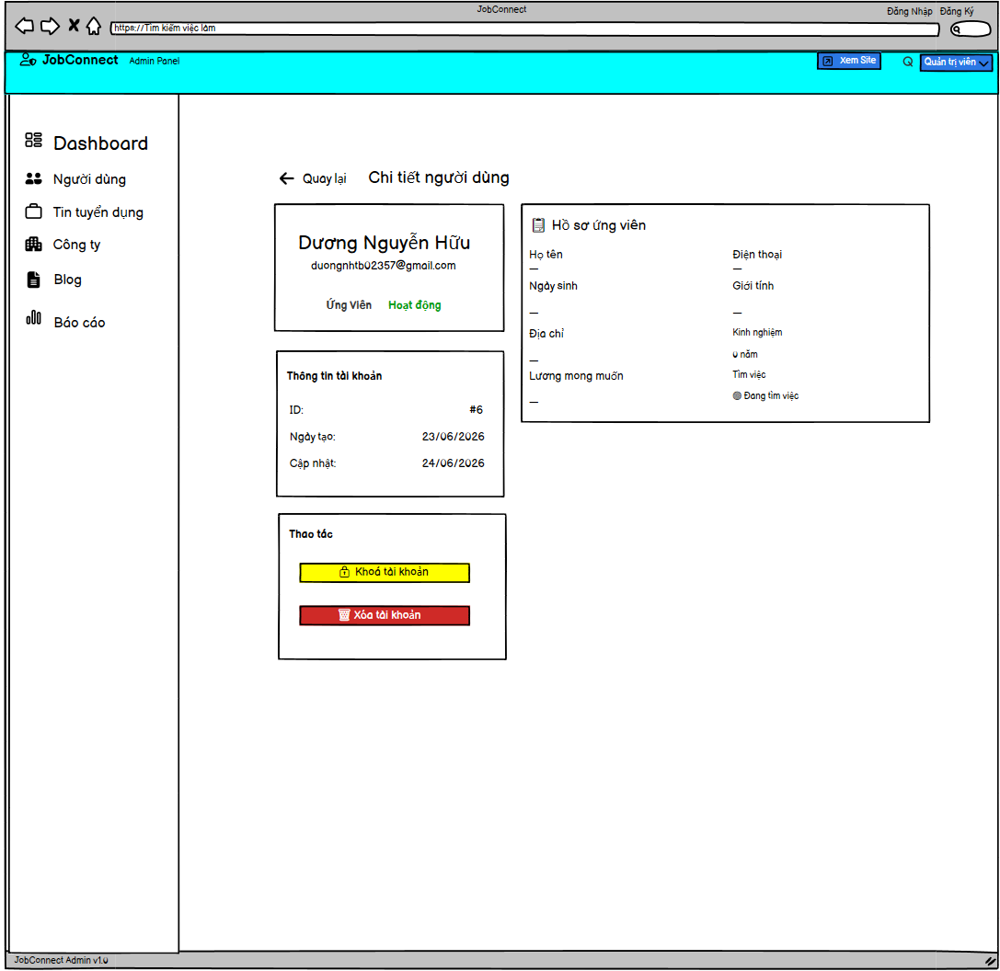 JobConnect
Đăng Nhập Đăng Ký
https://Tìm kiếm việc làm
JobConnect Admin Panel
Xem Site
Quản trị viên
Dashboard
Người dùng
Tin tuyển dụng
Công ty
Blog
Báo cáo
Quay lại Chi tiết người dùng
Dương Nguyễn Hữu
duongnhtb02357@gmail.com
Ứng Viên Hoạt động
Thông tin tài khoản
ID: #6
Ngày tạo: 23/06/2026
Cập nhật: 24/06/2026
Thao tác
Khoá tài khoản
Xóa tài khoản
Hồ sơ ứng viên
Họ tên Điện thoại
— —
Ngày sinh Giới tính
— —
Địa chỉ Kinh nghiệm
— 0 năm
Lương mong muốn Tìm việc
— Đang tìm việc
JobConnect Admin v1.0